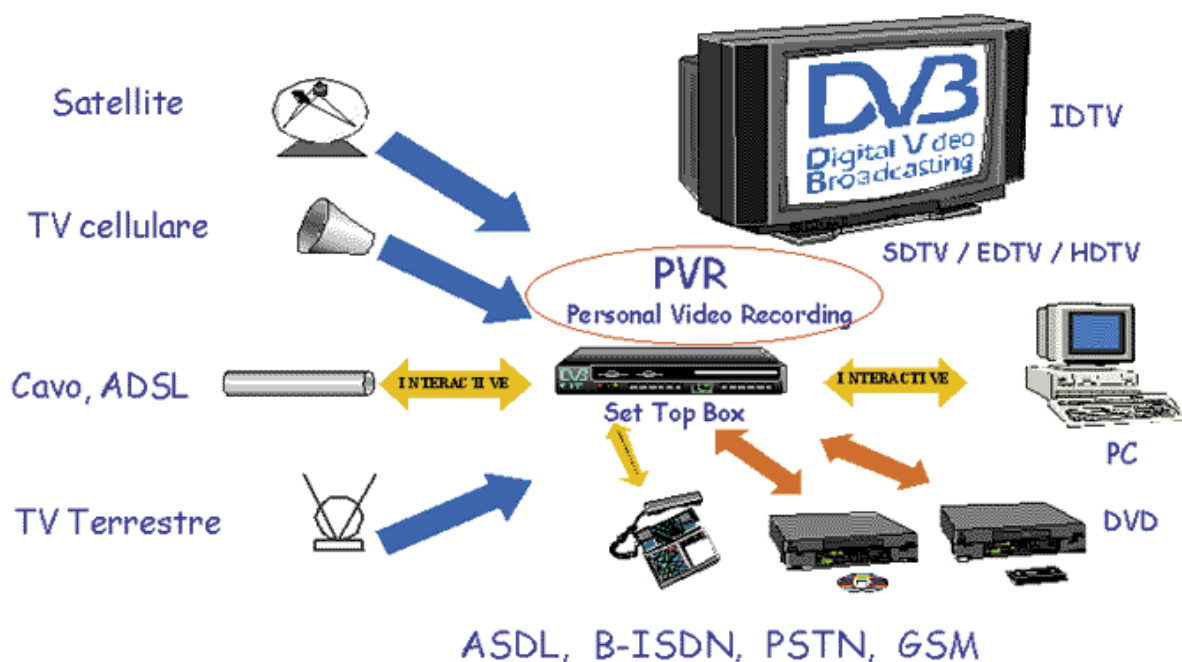 Satellite
DVB
Digital Video
Broadcasting
IDTV
TV cellulare
SDTV / EDTV / HDTV
PVR
Personal Video Recording
Cavo, ADSL
INTERACTIVE
DVB
INTERACTIVE
Set Top Box
PC
TV Terrestre
DVD
ASDL, B-ISDN, PSTN, GSM